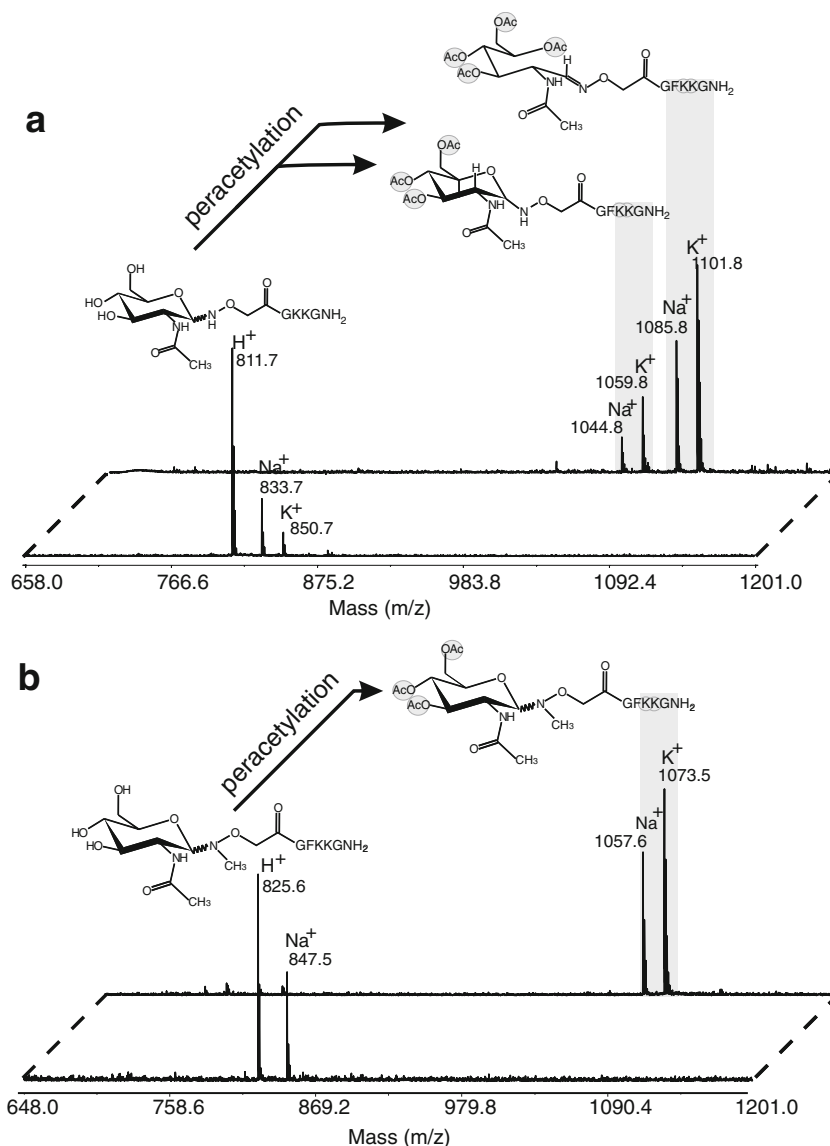 a
peracetylation
AcO
OAc
AcO
AcO
H
NH
N
O
O
GFKKGNH2
O
CH3
OAc
AcO
AcO
H
O
NH
N
H
O
O
GFKKGNH2
O
CH3
OH
HO
HO
O
NH
N
H
O
O
GKKGNH2
O
CH3
H+
811.7
Na+
833.7
K+
850.7
Na+
1044.8
K+
1059.8
Na+
1085.8
K+
1101.8
658.0 766.6 875.2 983.8 1092.4 1201.0
Mass (m/z)
b
peracetylation
OAc
AcO
AcO
O
NH
N
CH3
O
O
GFKKGNH2
O
CH3
OH
HO
HO
O
NH
N
CH3
O
O
GFKKGNH2
O
CH3
H+
825.6
Na+
847.5
Na+
1057.6
K+
1073.5
648.0 758.6 869.2 979.8 1090.4 1201.0
Mass (m/z)